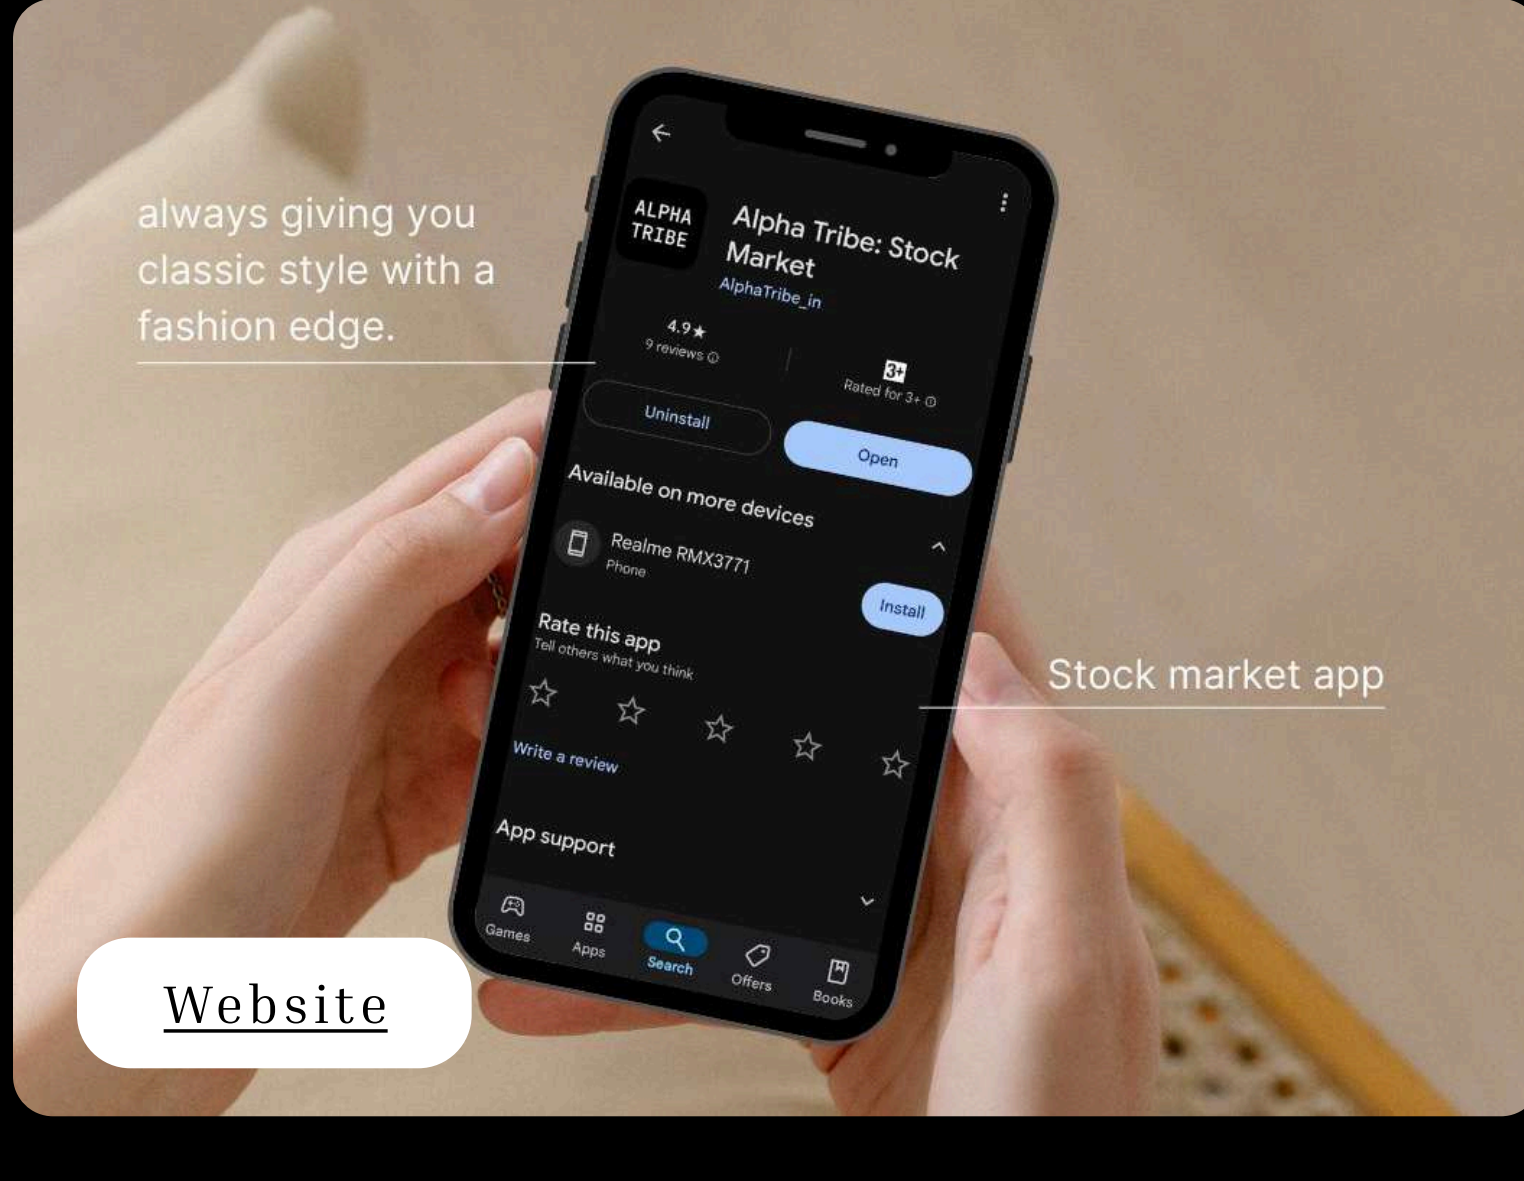 always giving you
classic style with a
fashion edge.
ALPHA
TRIBE
Alpha Tribe: Stock
Market
AlphaTribe_in
4.9★
9 reviews
3+
Rated for 3+
Uninstall
Open
Available on more devices
Realme RMX3771
Phone
Install
Rate this app
Tell others what you think
Write a review
App support
Games
Apps
Search
Offers
Books
Stock market app
Website